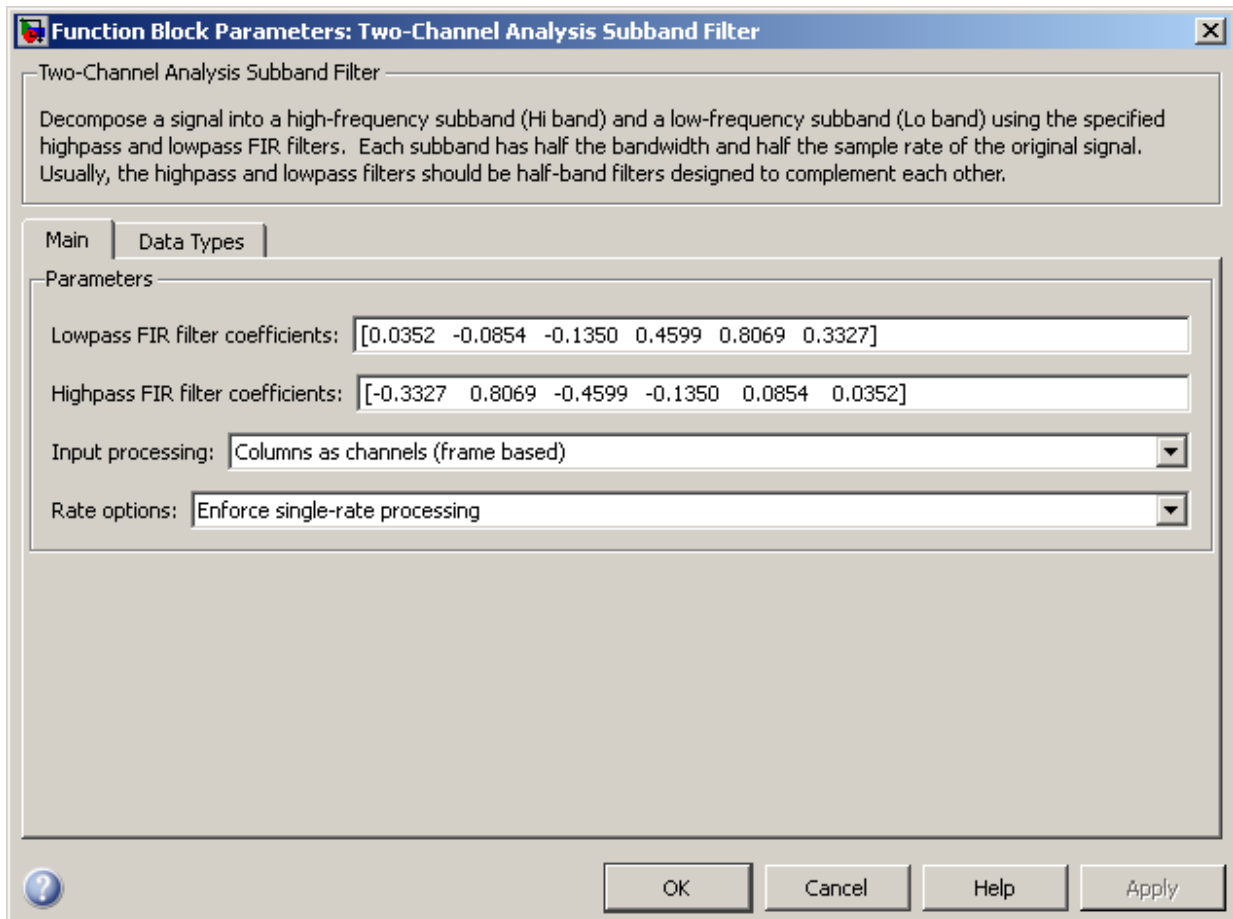 Function Block Parameters: Two-Channel Analysis Subband Filter
Two-Channel Analysis Subband Filter
Decompose a signal into a high-frequency subband (Hi band) and a low-frequency subband (Lo band) using the specified
highpass and lowpass FIR filters.  Each subband has half the bandwidth and half the sample rate of the original signal.
Usually, the highpass and lowpass filters should be half-band filters designed to complement each other.
Main Data Types
Parameters
Lowpass FIR filter coefficients: [0.0352  -0.0854  -0.1350  0.4599  0.8069  0.3327]
Highpass FIR filter coefficients: [-0.3327  0.8069  -0.4599  -0.1350  0.0854  0.0352]
Input processing: Columns as channels (frame based)
Rate options: Enforce single-rate processing
? OK Cancel Help Apply